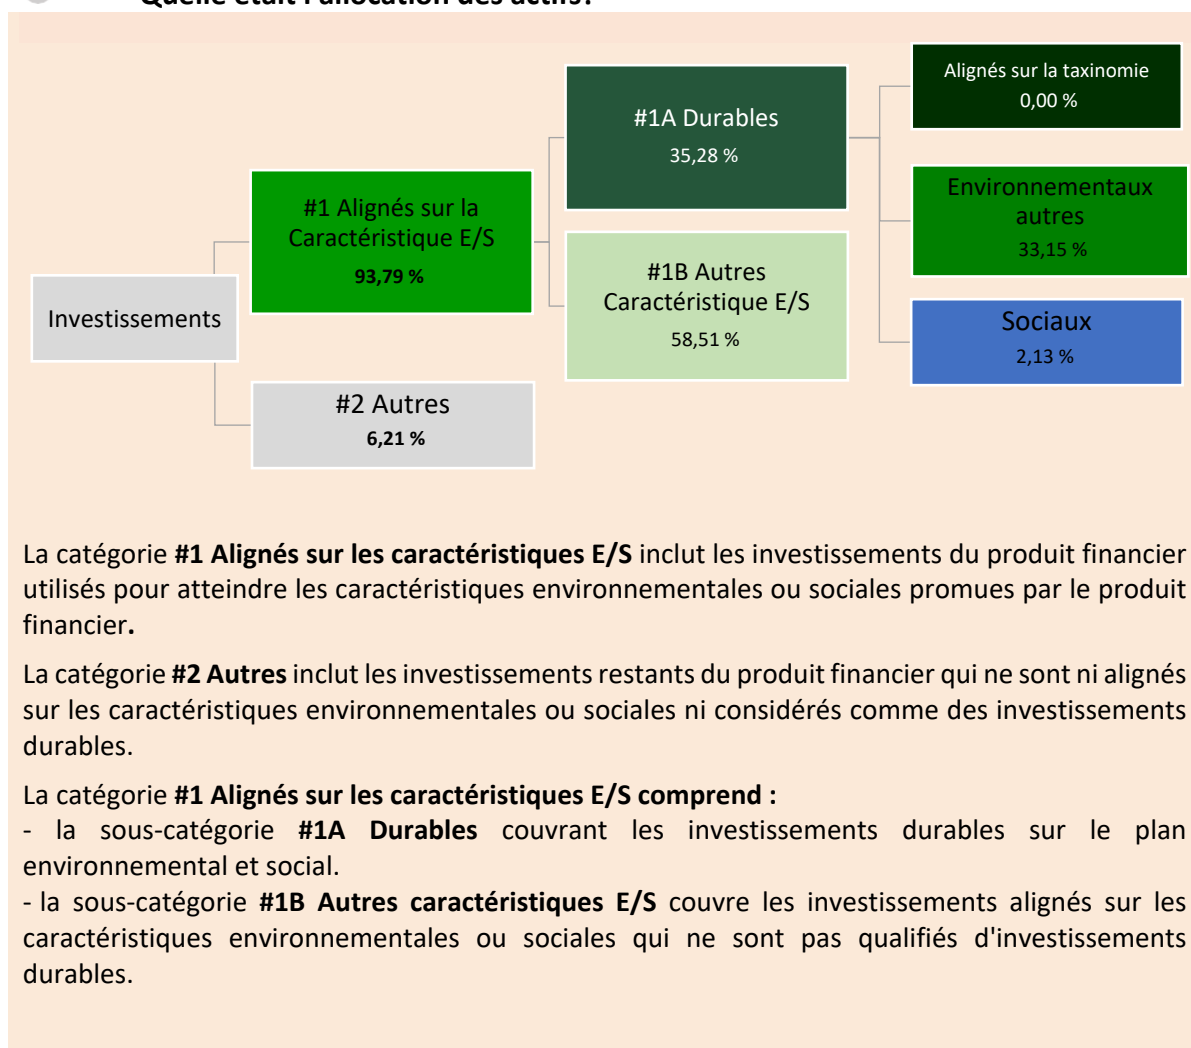 Quelle était l'allocation des actifs?
Alignés sur la taxinomie
0,00 %
#1A Durables
35,28 %
Environnementaux
autres
33,15 %
#1 Alignés sur la
Caractéristique E/S
93,79 %
#1B Autres
Caractéristique E/S
58,51 %
Investissements
Sociaux
2,13 %
#2 Autres
6,21 %
La catégorie #1 Alignés sur les caractéristiques E/S inclut les investissements du produit financier
utilisés pour atteindre les caractéristiques environnementales ou sociales promues par le produit
financier.
La catégorie #2 Autres inclut les investissements restants du produit financier qui ne sont ni alignés
sur les caractéristiques environnementales ou sociales ni considérés comme des investissements
durables.
La catégorie #1 Alignés sur les caractéristiques E/S comprend :
- la sous-catégorie #1A Durables couvrant les investissements durables sur le plan
environnemental et social.
- la sous-catégorie #1B Autres caractéristiques E/S couvre les investissements alignés sur les
caractéristiques environnementales ou sociales qui ne sont pas qualifiés d'investissements
durables.